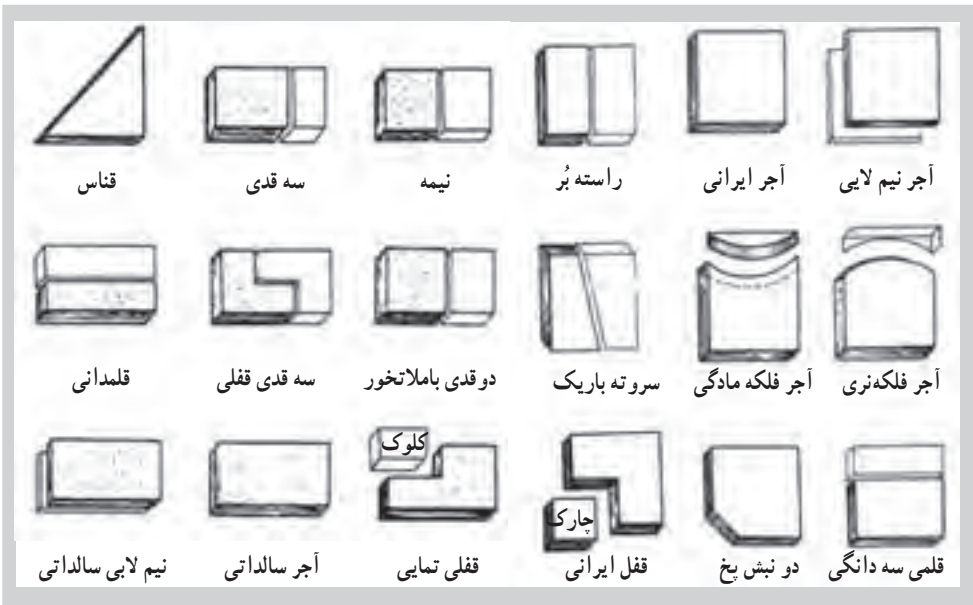 آجر نیم لایی
آجر ایرانی
راسته بُر
نیمه
سه قدی
قناس
آجر فلکه‌نری
آجر فلکه مادگی
سروته باریک
دوقدی باملاتخور
سه قدی قفلی
قلمدانی
کلوک
چارک
قلمی سه دانگی
دو نبش پخ
قفل ایرانی
قفلی تمایی
آجر سالداتی
نیم لابی سالداتی